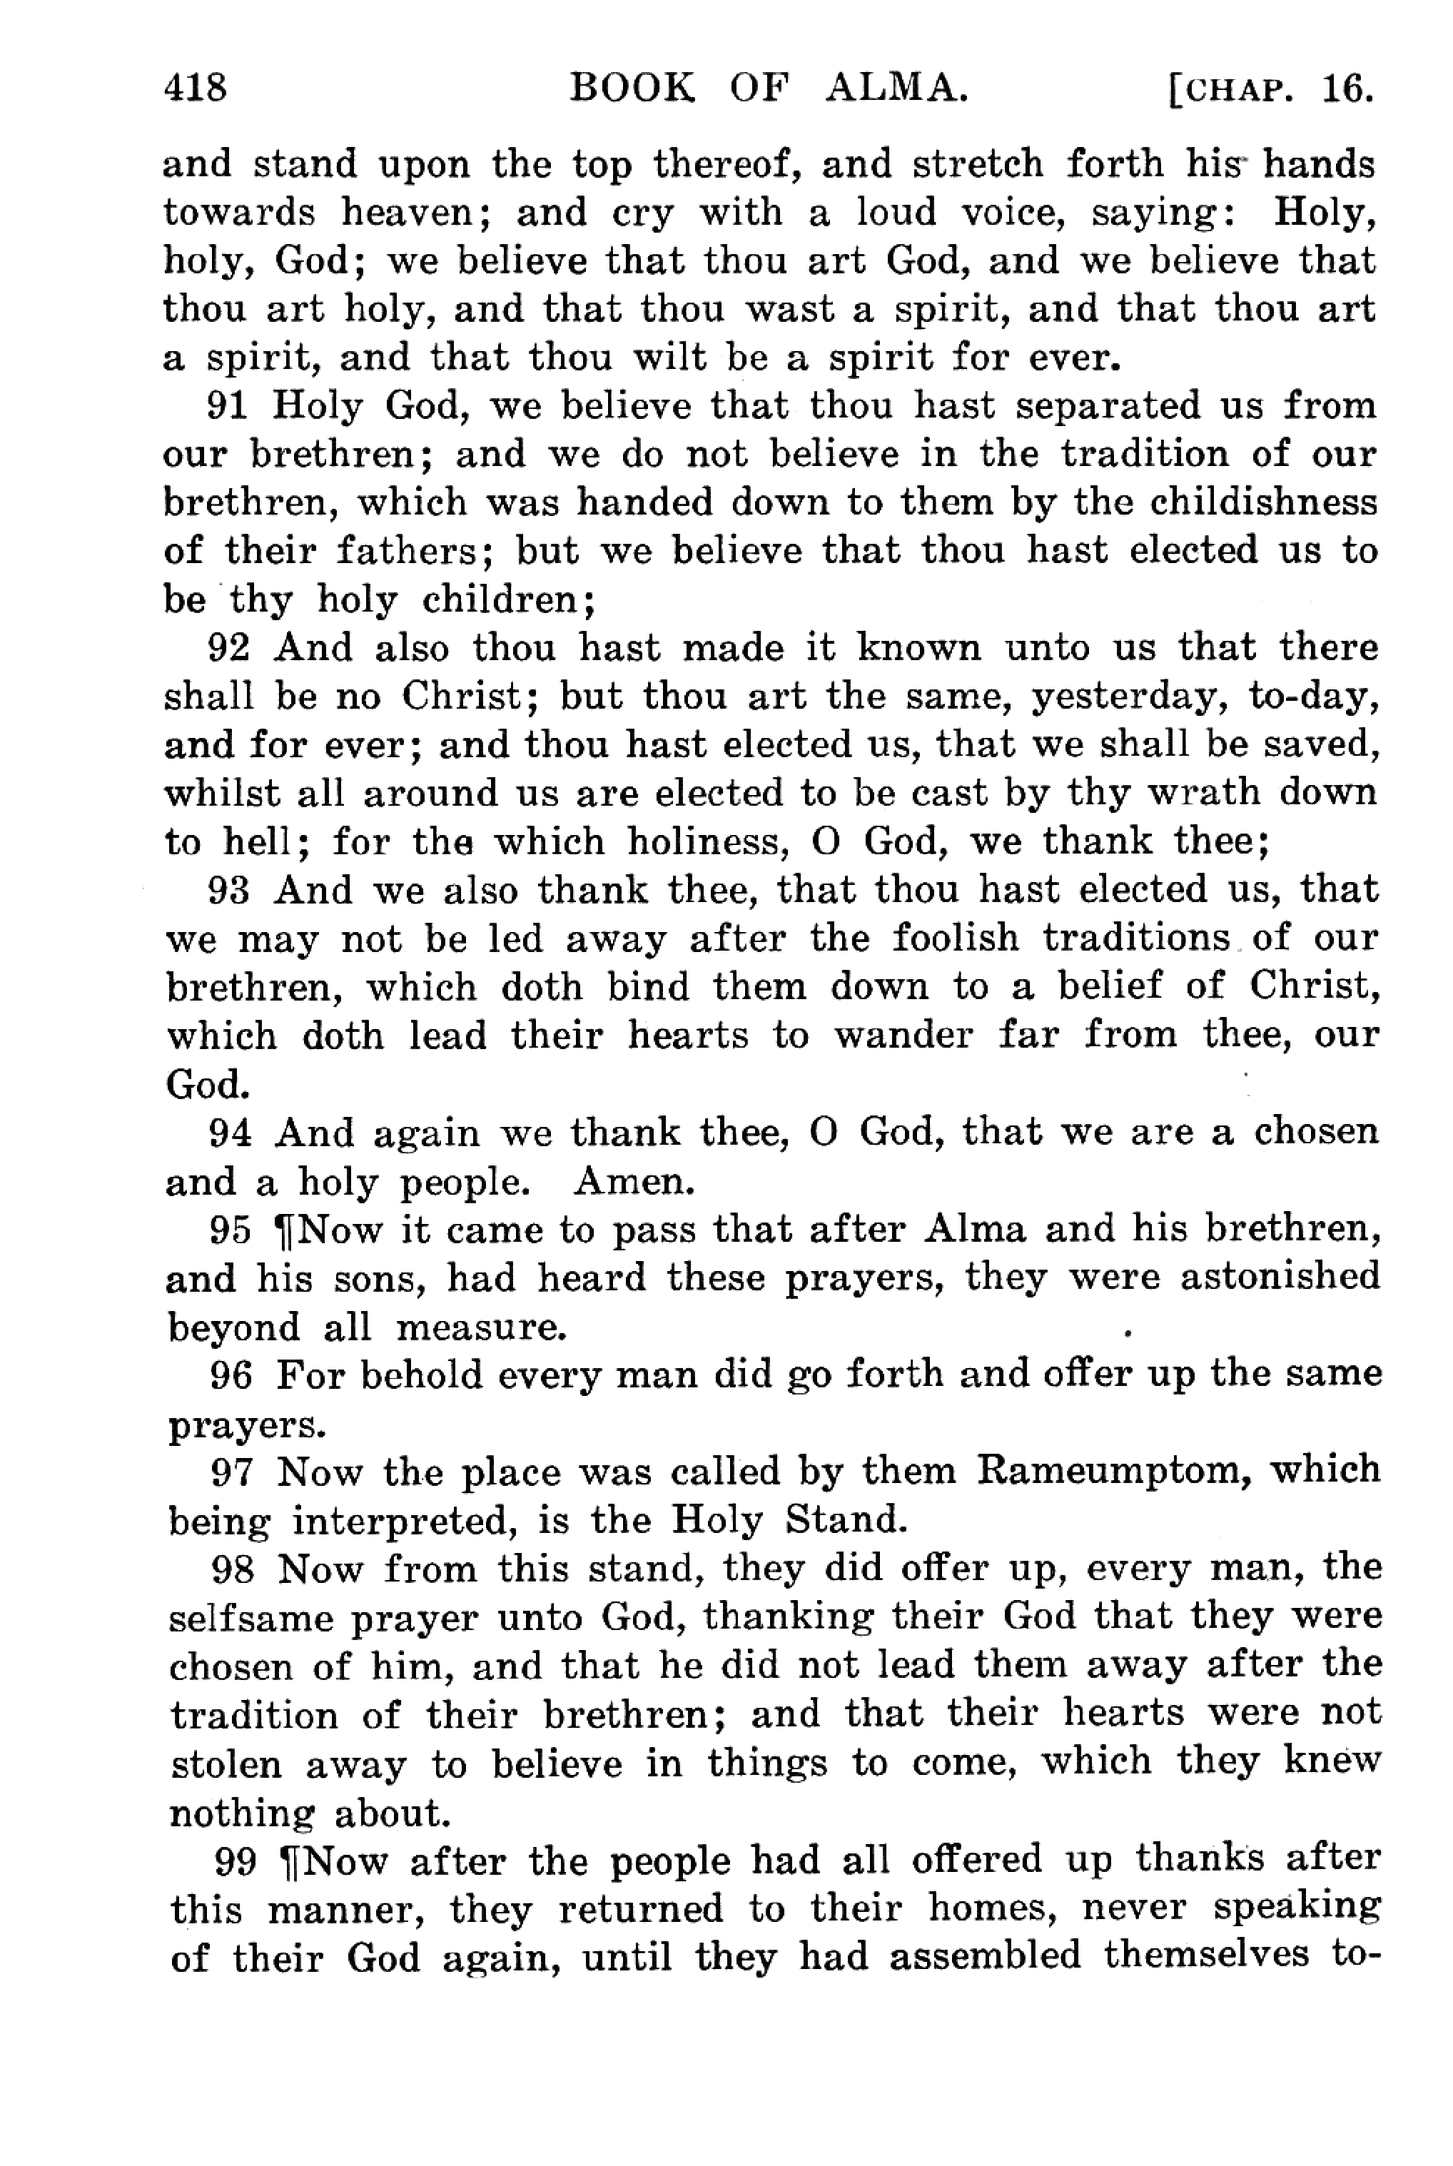 418 BOOK OF ALMA. [CHAP. 16.
and stand upon the top thereof, and stretch forth his hands
towards heaven; and cry with a loud voice, saying: Holy,
holy, God; we believe that thou art God, and we believe that
thou art holy, and that thou wast a spirit, and that thou art
a spirit, and that thou wilt be a spirit for ever.
91 Holy God, we believe that thou hast separated us from
our brethren; and we do not believe in the tradition of our
brethren, which was handed down to them by the childishness
of their fathers; but we believe that thou hast elected us to
be thy holy children;
92 And also thou hast made it known unto us that there
shall be no Christ; but thou art the same, yesterday, to-day,
and for ever; and thou hast elected us, that we shall be saved,
whilst all around us are elected to be cast by thy wrath down
to hell; for the which holiness, O God, we thank thee;
93 And we also thank thee, that thou hast elected us, that
we may not be led away after the foolish traditions of our
brethren, which doth bind them down to a belief of Christ,
which doth lead their hearts to wander far from thee, our
God.
94 And again we thank thee, O God, that we are a chosen
and a holy people. Amen.
95 ¶Now it came to pass that after Alma and his brethren,
and his sons, had heard these prayers, they were astonished
beyond all measure.
96 For behold every man did go forth and offer up the same
prayers.
97 Now the place was called by them Rameumptom, which
being interpreted, is the Holy Stand.
98 Now from this stand, they did offer up, every man, the
selfsame prayer unto God, thanking their God that they were
chosen of him, and that he did not lead them away after the
tradition of their brethren; and that their hearts were not
stolen away to believe in things to come, which they knew
nothing about.
99 ¶Now after the people had all offered up thanks after
this manner, they returned to their homes, never speaking
of their God again, until they had assembled themselves to-